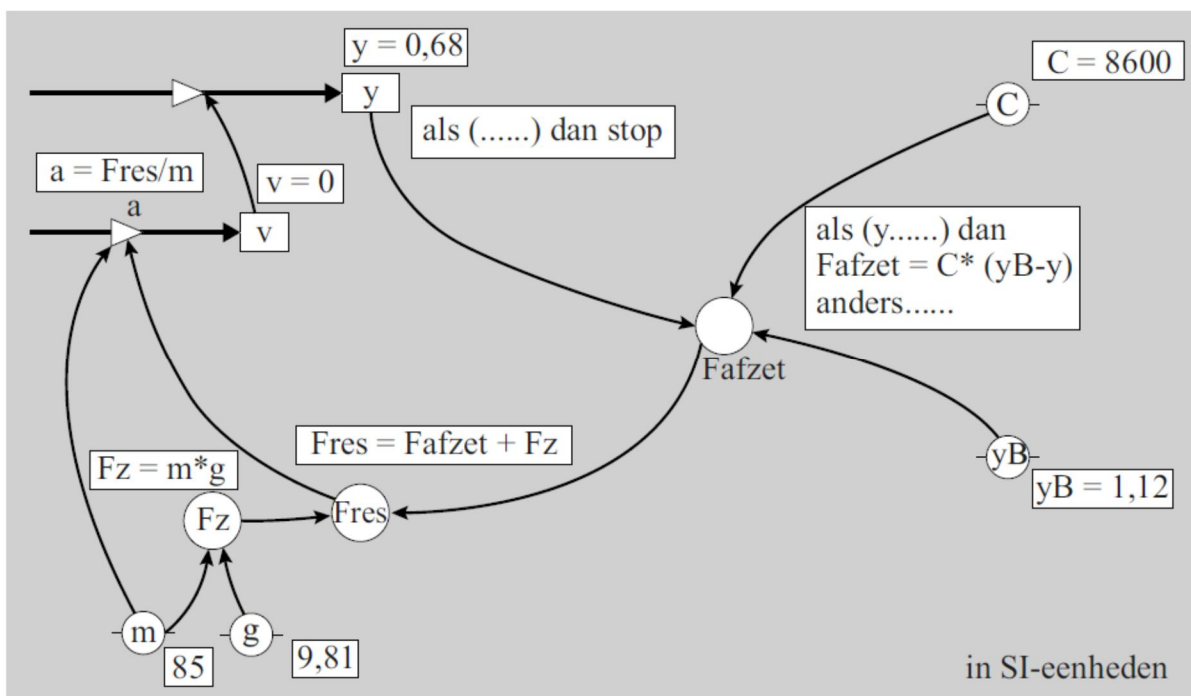 y = 0,68
y
als (......) dan stop
C = 8600
C
a = Fres/m
a
v = 0
v
als (y......) dan
Fafzet = C* (yB-y)
anders......
Fafzet
Fres = Fafzet + Fz
Fz = m*g
Fz
Fres
yB
yB = 1,12
m
85
g
9,81
in SI-eenheden